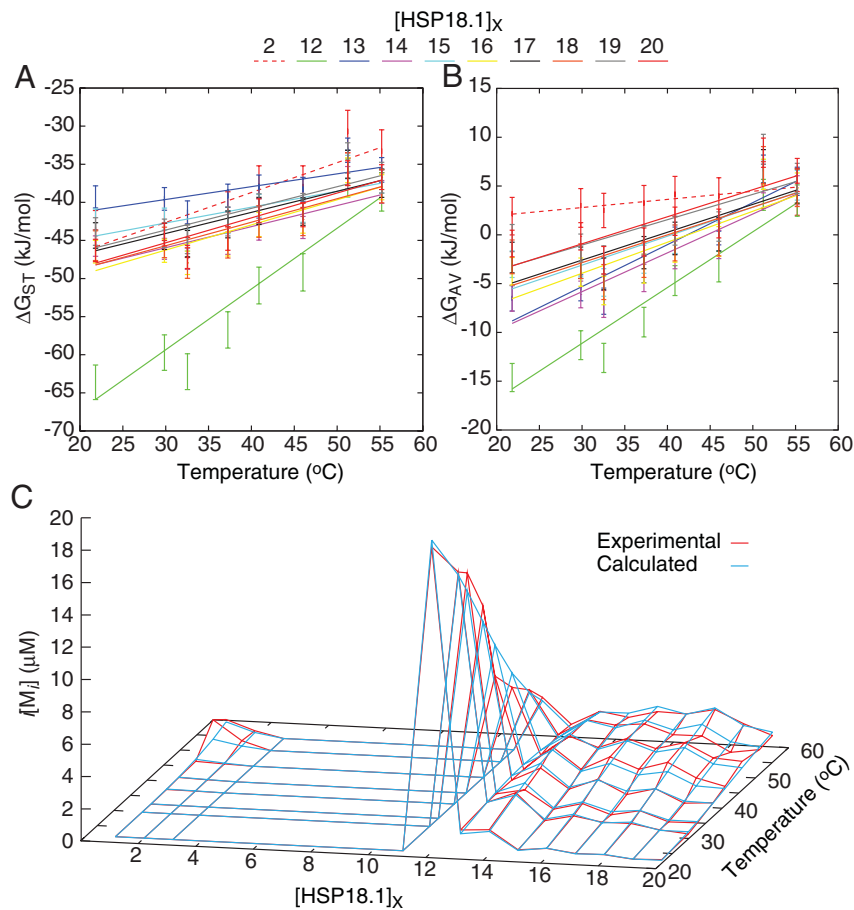 [HSP18.1]X
2 12 13 14 15 16 17 18 19 20
A
B
-25
-30
-35
-40
-45
-50
-55
-60
-65
-70
ΔGST (kJ/mol)
20 25 30 35 40 45 50 55 60
Temperature (oC)
15
10
5
0
-5
-10
-15
-20
ΔGAV (kJ/mol)
20 25 30 35 40 45 50 55 60
Temperature (oC)
C
20
18
16
14
12
10
8
6
4
2
0
i[Mi] (μM)
Experimental
Calculated
2 4 6 8 10 12 14 16 18 20
[HSP18.1]X
20 30 40 50 60
Temperature (oC)